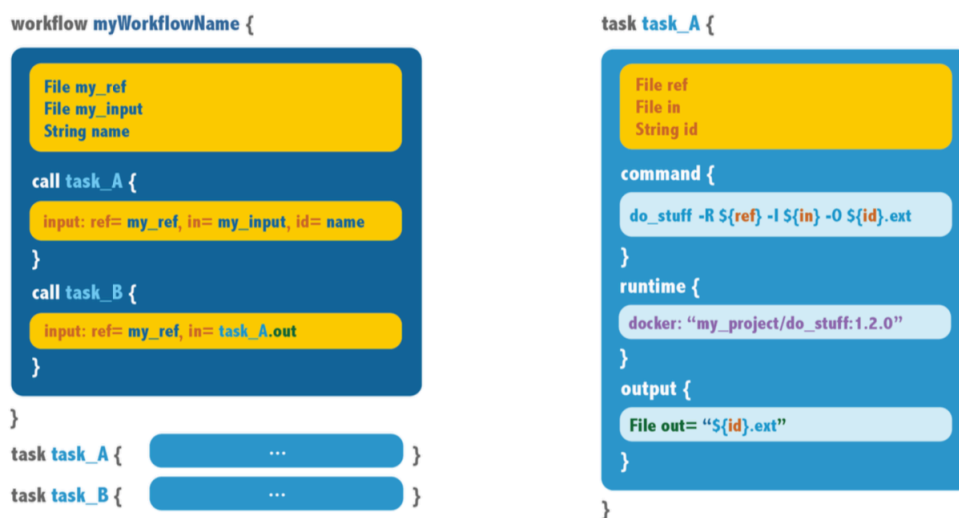 workflow myWorkflowName {
File my_ref
File my_input
String name
call task_A {
input: ref= my_ref, in= my_input, id= name
}
call task_B {
input: ref= my_ref, in= task_A.out
}
}
task task_A { ... }
task task_B { ... }
task task_A {
File ref
File in
String id
command {
do_stuff -R ${ref} -I ${in} -O ${id}.ext
}
runtime {
docker: “my_project/do_stuff:1.2.0”
}
output {
File out= “${id}.ext”
}
}